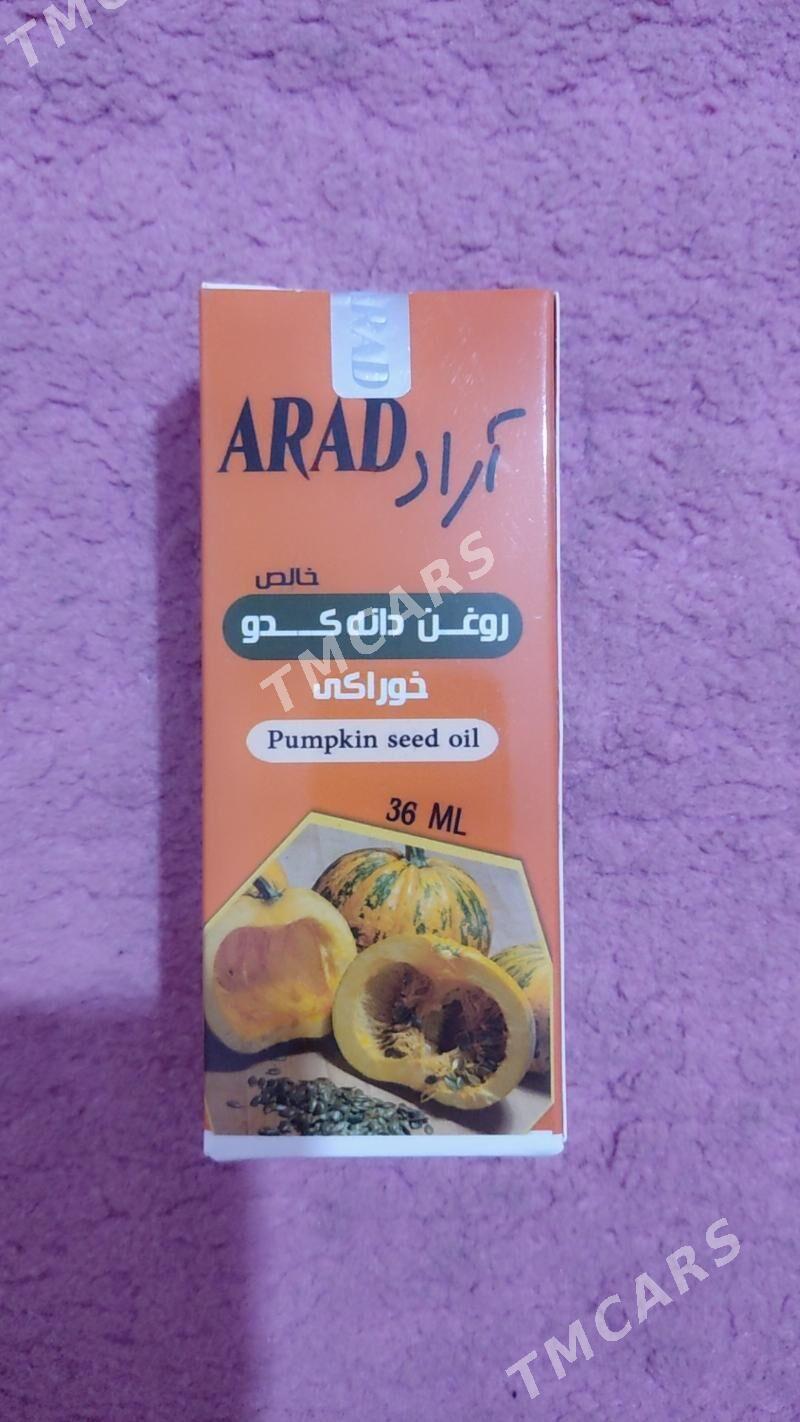 TMCARS
ARAD
ARAD آراد
خالص
روغن دانه کدو
خوراکی
Pumpkin seed oil
36 ML
TMCARS
TMCARS